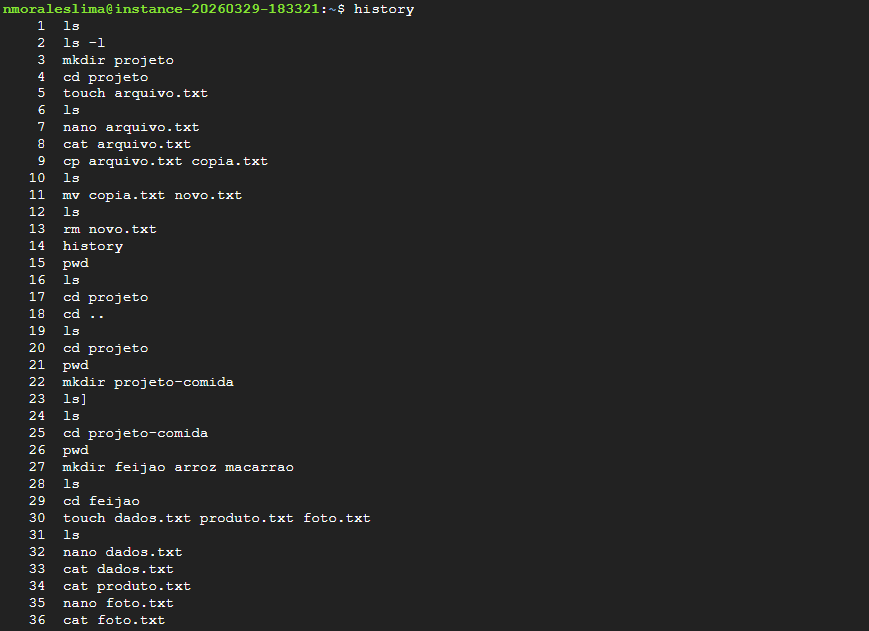 nmoraleslima@instance-20260329-183321:~$ history
1 ls
2 ls -l
3 mkdir projeto
4 cd projeto
5 touch arquivo.txt
6 ls
7 nano arquivo.txt
8 cat arquivo.txt
9 cp arquivo.txt copia.txt
10 ls
11 mv copia.txt novo.txt
12 ls
13 rm novo.txt
14 history
15 pwd
16 ls
17 cd projeto
18 cd ..
19 ls
20 cd projeto
21 pwd
22 mkdir projeto-comida
23 ls]
24 ls
25 cd projeto-comida
26 pwd
27 mkdir feijao arroz macarrao
28 ls
29 cd feijao
30 touch dados.txt produto.txt foto.txt
31 ls
32 nano dados.txt
33 cat dados.txt
34 cat produto.txt
35 nano foto.txt
36 cat foto.txt